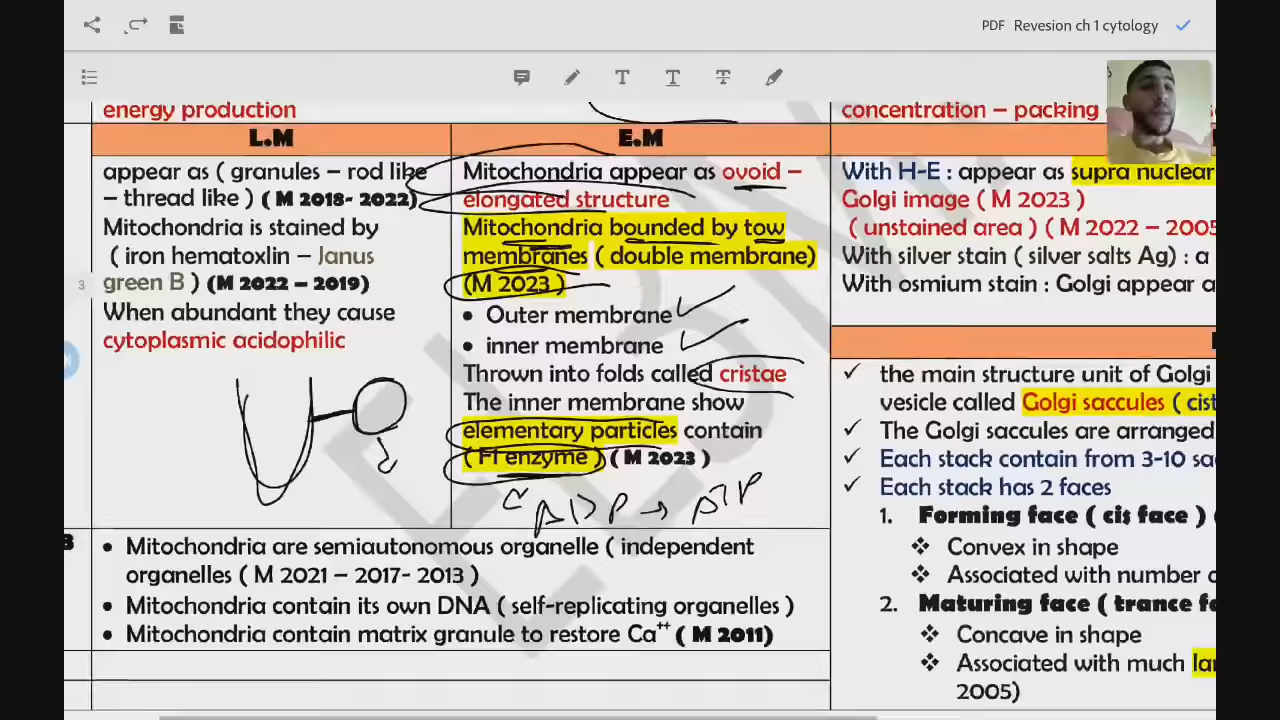 PDF Revesion ch 1 cytology
energy production
L.M
appear as ( granules – rod like
– thread like ) ( M 2018- 2022)
Mitochondria is stained by
( iron hematoxlin – Janus
green B ) (M 2022 – 2019)
When abundant they cause
cytoplasmic acidophilic
3
E.M
Mitochondria appear as ovoid –
elongated structure
Mitochondria bounded by tow
membranes ( double membrane)
(M 2023 )
• Outer membrane
• inner membrane
Thrown into folds called cristae
The inner membrane show
elementary particles contain
( FI enzyme ) ( M 2023 )
ADP → ATP
B
• Mitochondria are semiautonomous organelle ( independent
organelles ( M 2021 – 2017- 2013 )
• Mitochondria contain its own DNA ( self-replicating organelles )
• Mitochondria contain matrix granule to restore Ca++ ( M 2011)
concentration – packing
With H-E : appear as supra nuclear
Golgi image ( M 2023 )
( unstained area ) ( M 2022 – 2005
With silver stain ( silver salts Ag) : a
With osmium stain : Golgi appear a
✓ the main structure unit of Golgi
vesicle called Golgi saccules ( cist
✓ The Golgi saccules are arranged
✓ Each stack contain from 3-10 sac
✓ Each stack has 2 faces
1. Forming face ( cis face ) (
❖ Convex in shape
❖ Associated with number o
2. Maturing face ( trance fa
❖ Concave in shape
❖ Associated with much lar
2005)